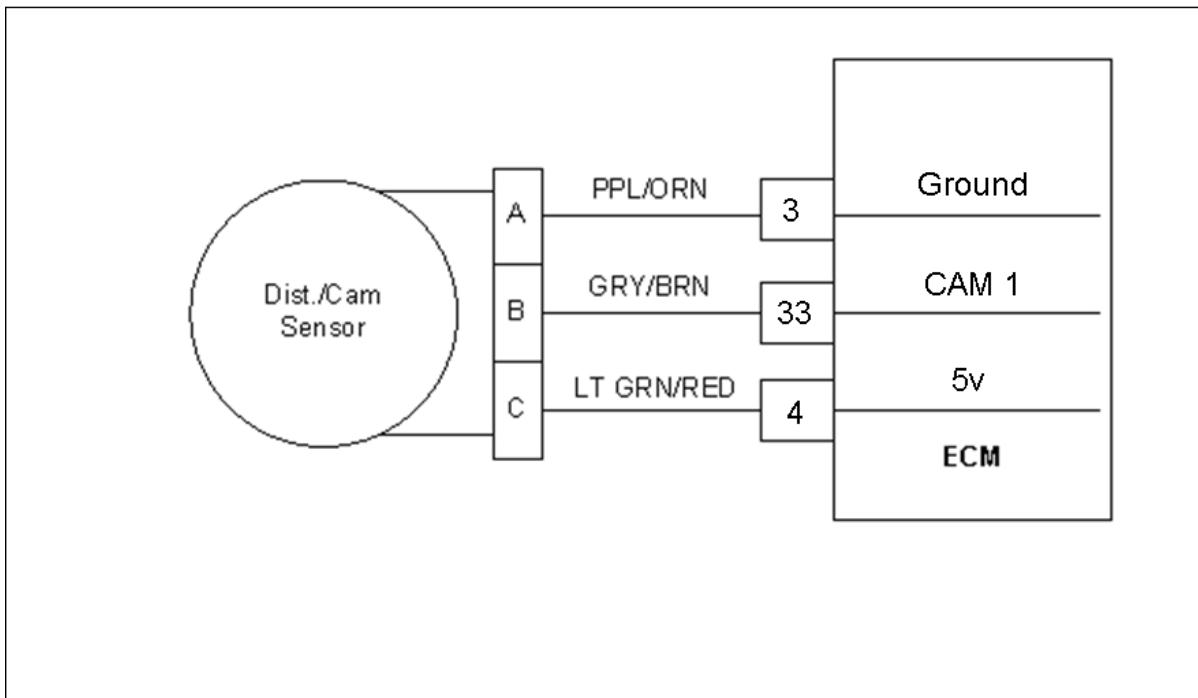 Dist./Cam
Sensor
A
B
C
PPL/ORN
GRY/BRN
LT GRN/RED
3
33
4
Ground
CAM 1
5v
ECM